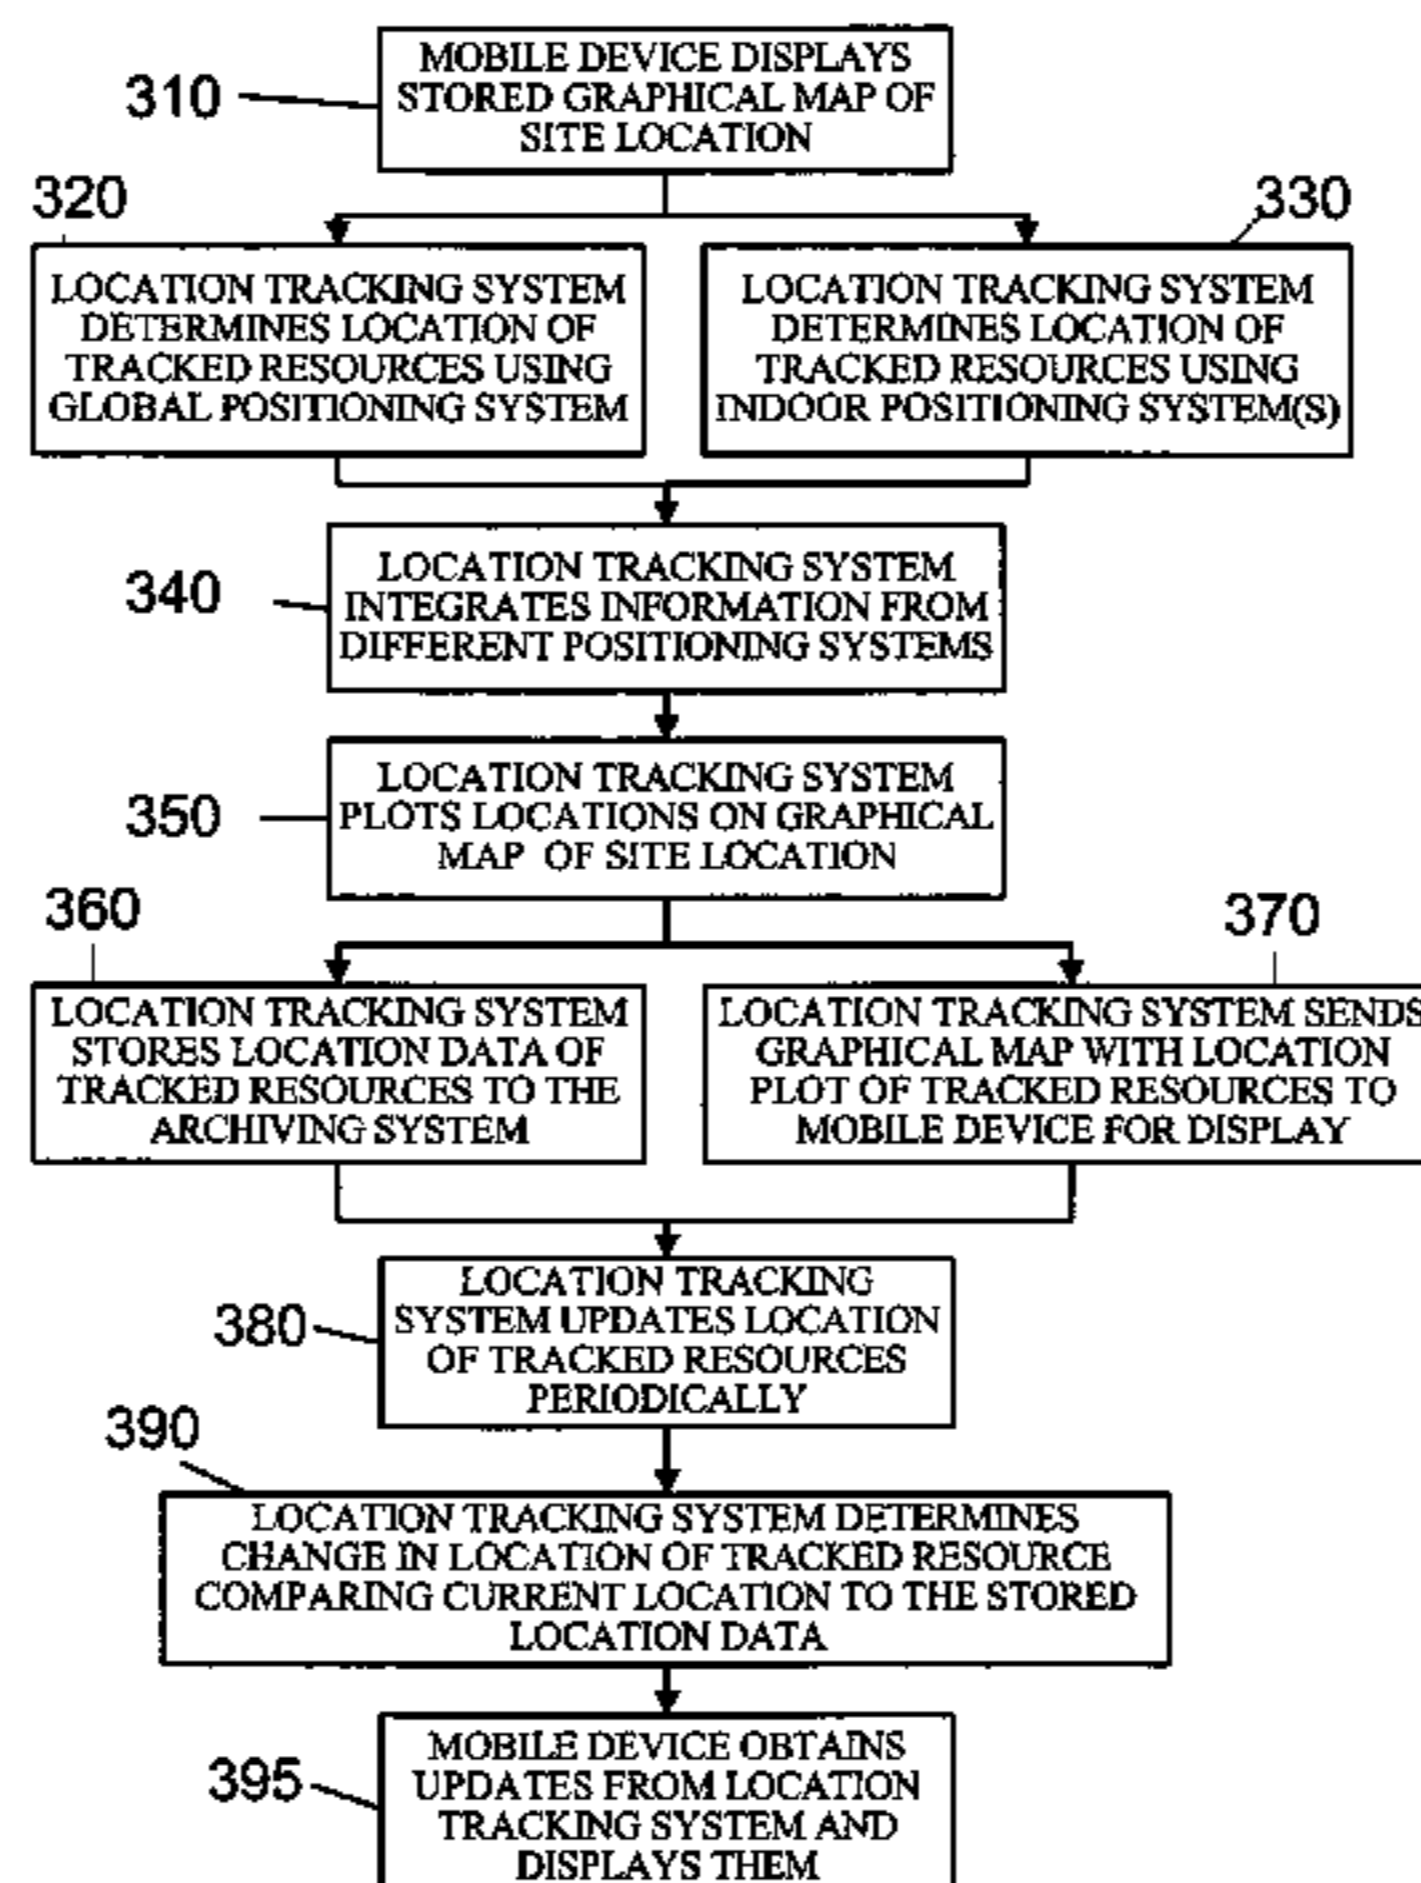 310
MOBILE DEVICE DISPLAYS
STORED GRAPHICAL MAP OF
SITE LOCATION
320
LOCATION TRACKING SYSTEM
DETERMINES LOCATION OF
TRACKED RESOURCES USING
GLOBAL POSITIONING SYSTEM
330
LOCATION TRACKING SYSTEM
DETERMINES LOCATION OF
TRACKED RESOURCES USING
INDOOR POSITIONING SYSTEM(S)
340
LOCATION TRACKING SYSTEM
INTEGRATES INFORMATION FROM
DIFFERENT POSITIONING SYSTEMS
350
LOCATION TRACKING SYSTEM
PLOTS LOCATIONS ON GRAPHICAL
MAP OF SITE LOCATION
360
LOCATION TRACKING SYSTEM
STORES LOCATION DATA OF
TRACKED RESOURCES TO THE
ARCHIVING SYSTEM
370
LOCATION TRACKING SYSTEM SENDS
GRAPHICAL MAP WITH LOCATION
PLOT OF TRACKED RESOURCES TO
MOBILE DEVICE FOR DISPLAY
380
LOCATION TRACKING
SYSTEM UPDATES LOCATION
OF TRACKED RESOURCES
PERIODICALLY
390
LOCATION TRACKING SYSTEM DETERMINES
CHANGE IN LOCATION OF TRACKED RESOURCE
COMPARING CURRENT LOCATION TO THE STORED
LOCATION DATA
395
MOBILE DEVICE OBTAINS
UPDATES FROM LOCATION
TRACKING SYSTEM AND
DISPLAYS THEM